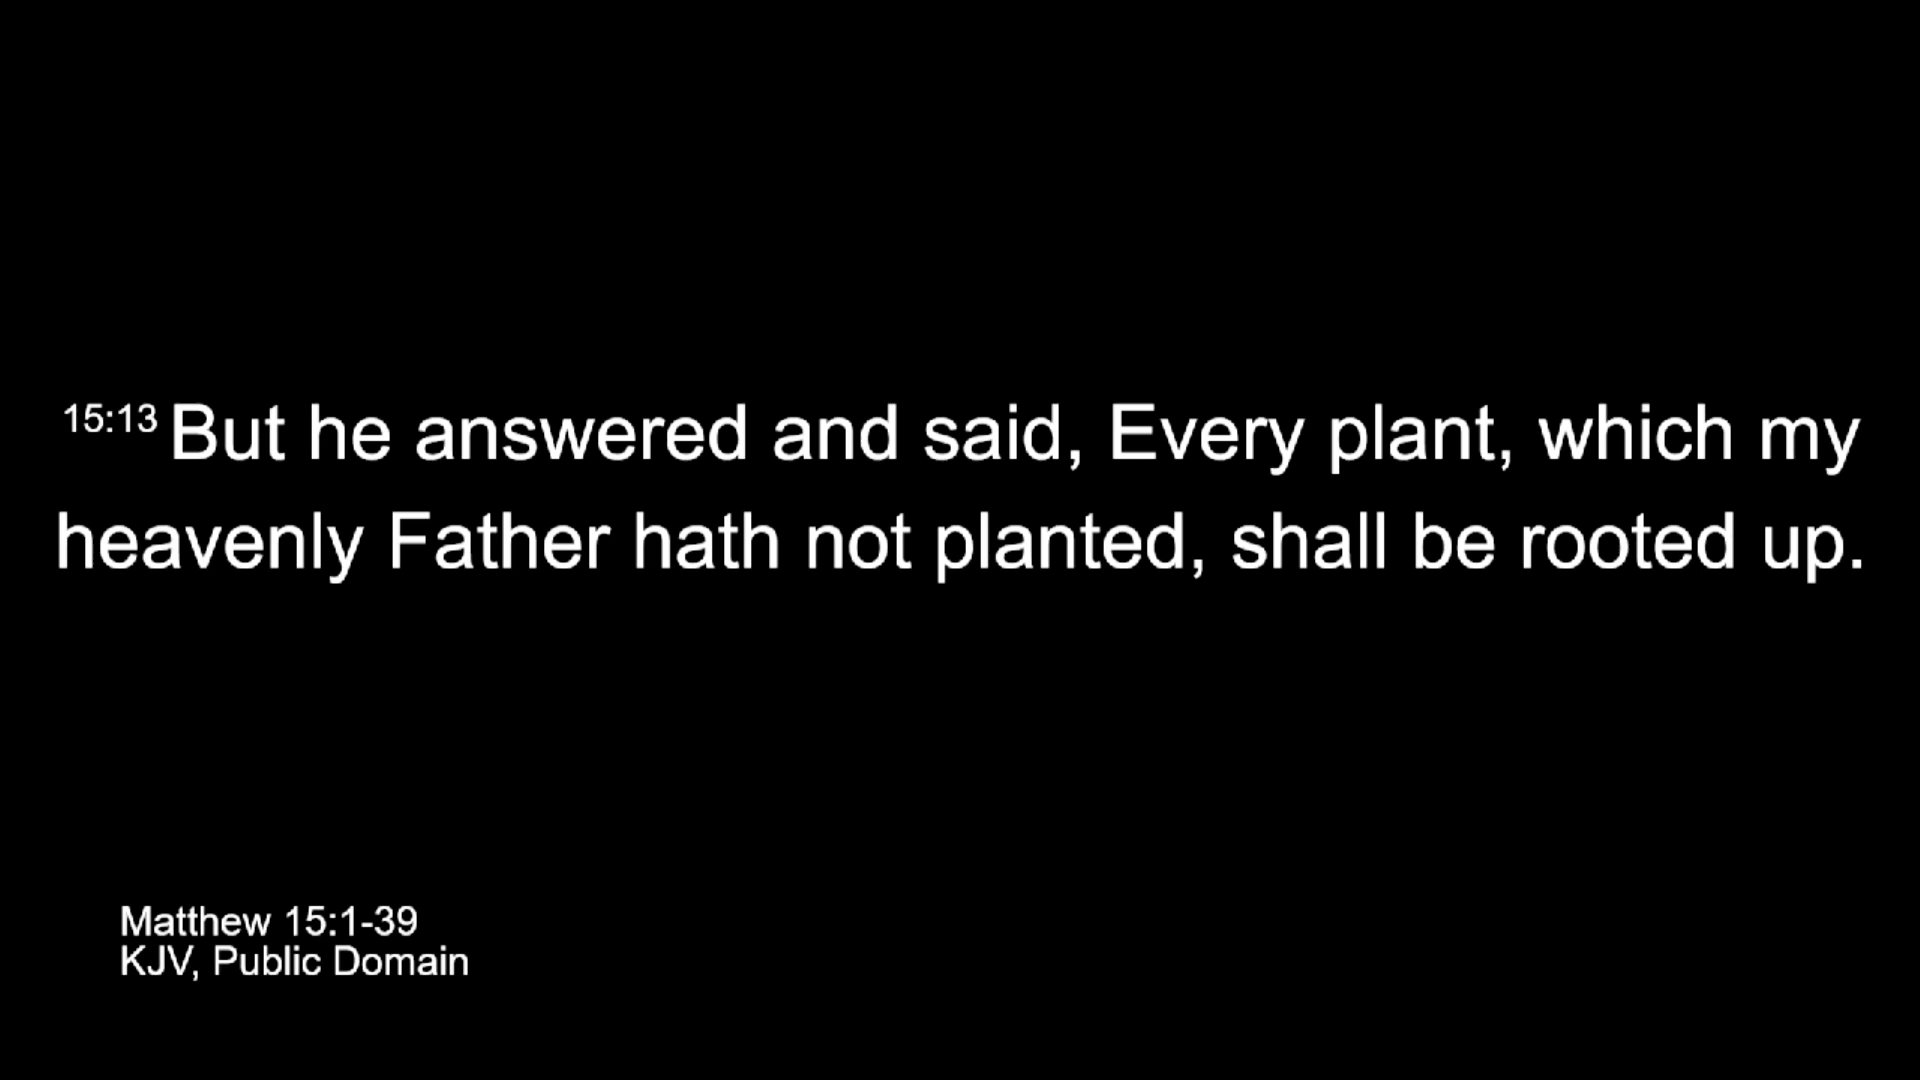 15:13 But he answered and said, Every plant, which my
heavenly Father hath not planted, shall be rooted up.
Matthew 15:1-39
KJV, Public Domain